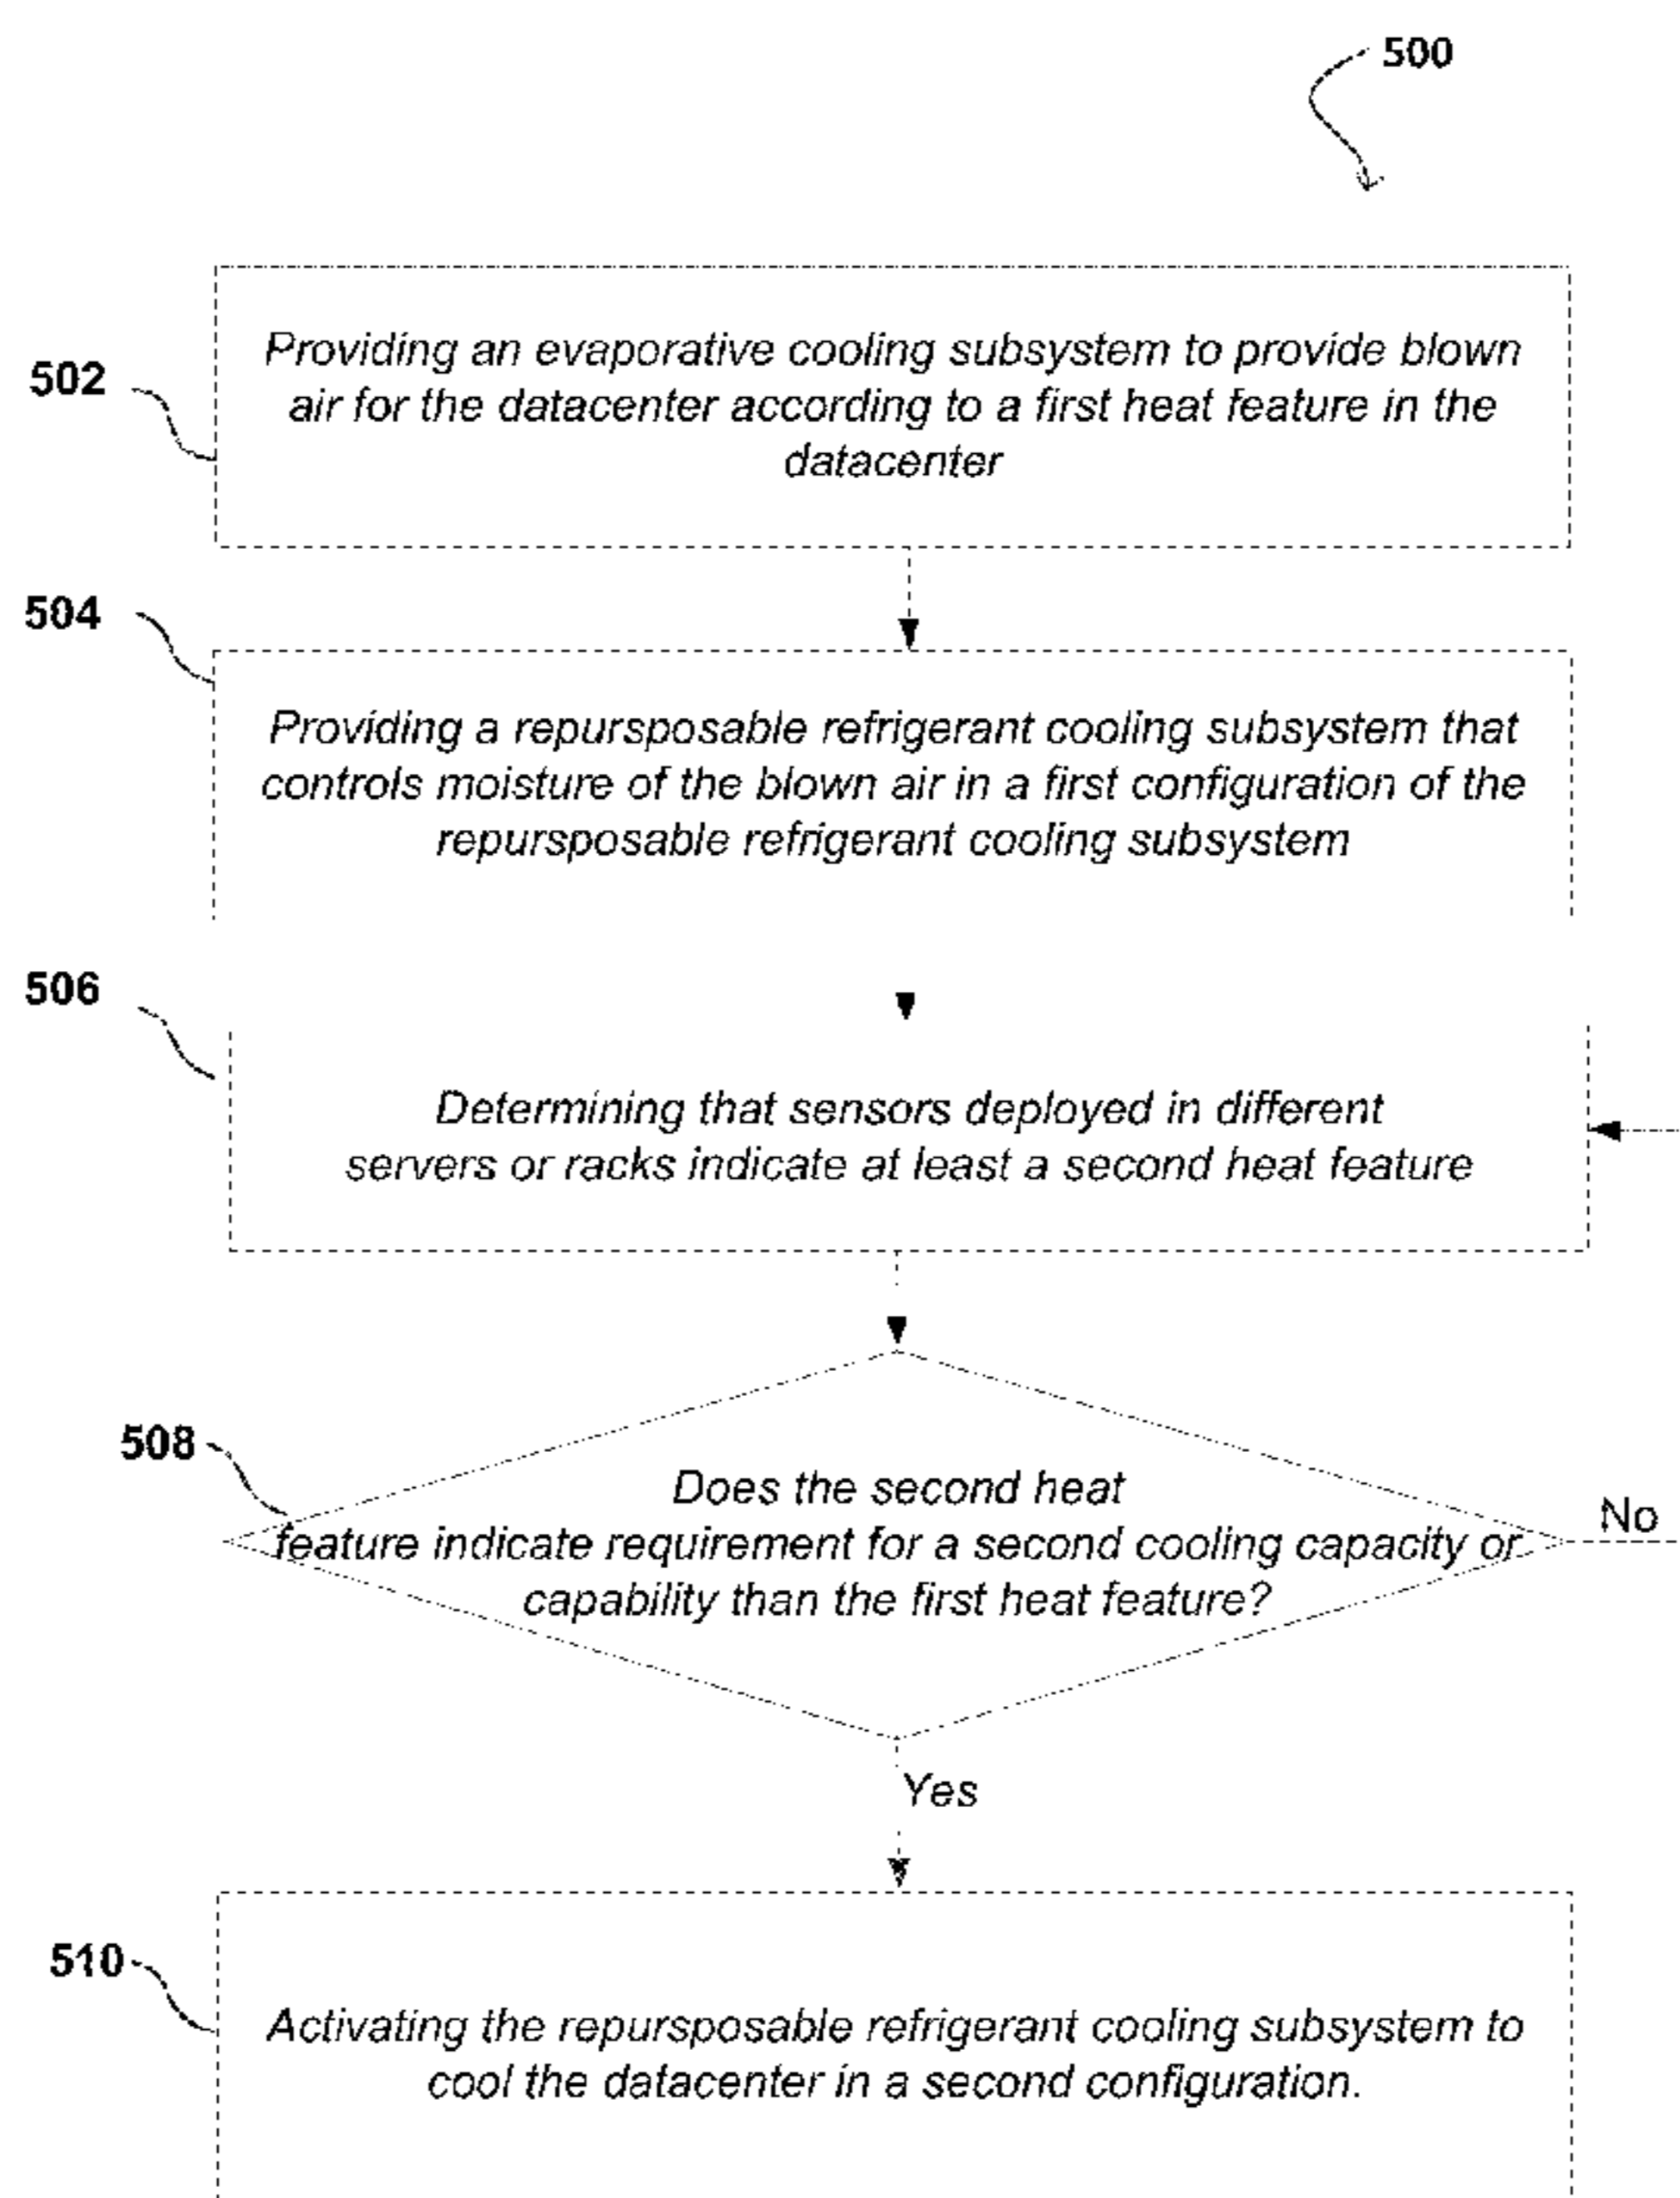 500
502
Providing an evaporative cooling subsystem to provide blown
air for the datacenter according to a first heat feature in the
datacenter
504
Providing a repursposable refrigerant cooling subsystem that
controls moisture of the blown air in a first configuration of the
repursposable refrigerant cooling subsystem
506
Determining that sensors deployed in different
servers or racks indicate at least a second heat feature
508
Does the second heat
feature indicate requirement for a second cooling capacity or
capability than the first heat feature?
No
Yes
510
Activating the repursposable refrigerant cooling subsystem to
cool the datacenter in a second configuration.